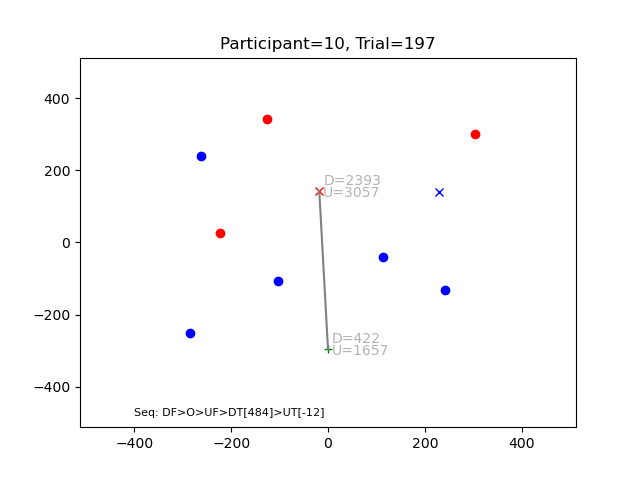 Participant=10, Trial=197
400
200
0
−200
−400
D=2393
U=3057
D=422
U=1657
Seq: DF>O>UF>DT[484]>UT[-12]
−400
−200
0
200
400